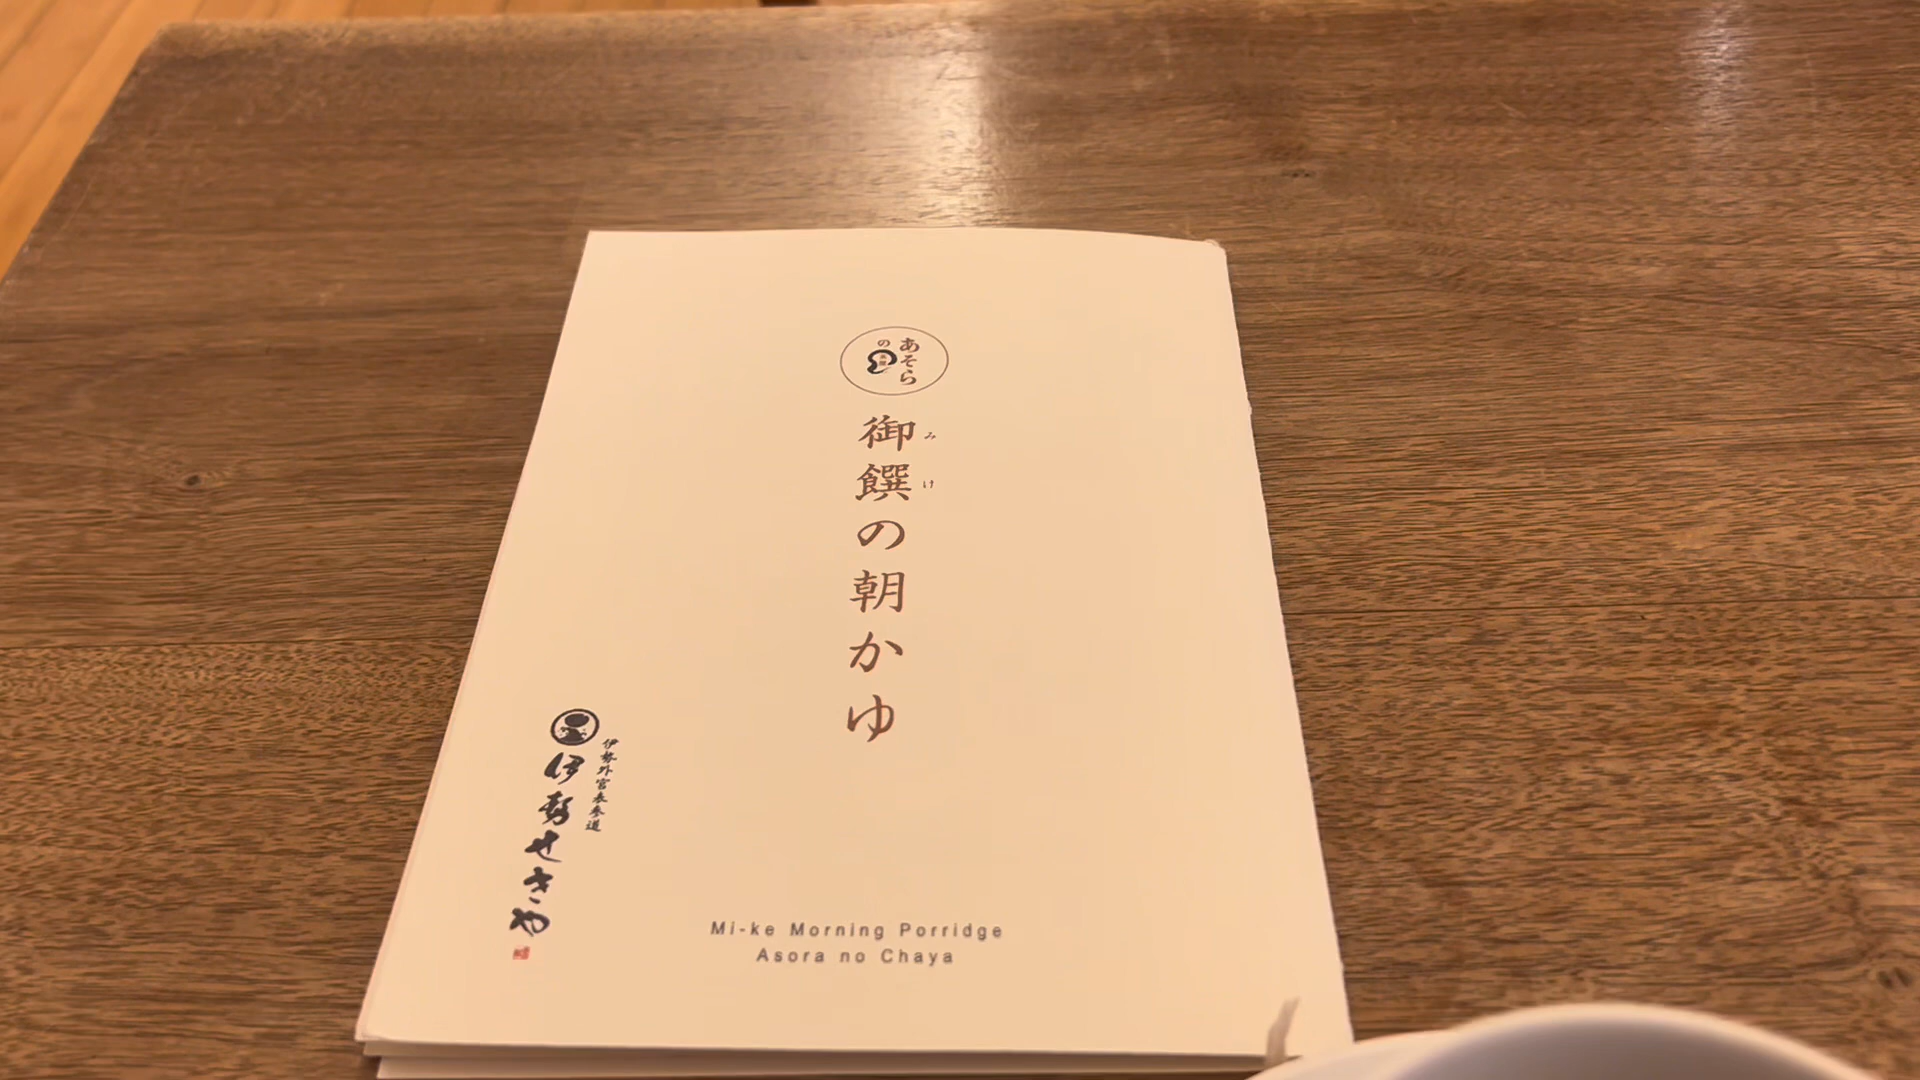 あそらの
御饌の朝かゆ
みけ
伊勢外宮表参道
伊勢せきや
Mi-ke Morning Porridge
Asora no Chaya